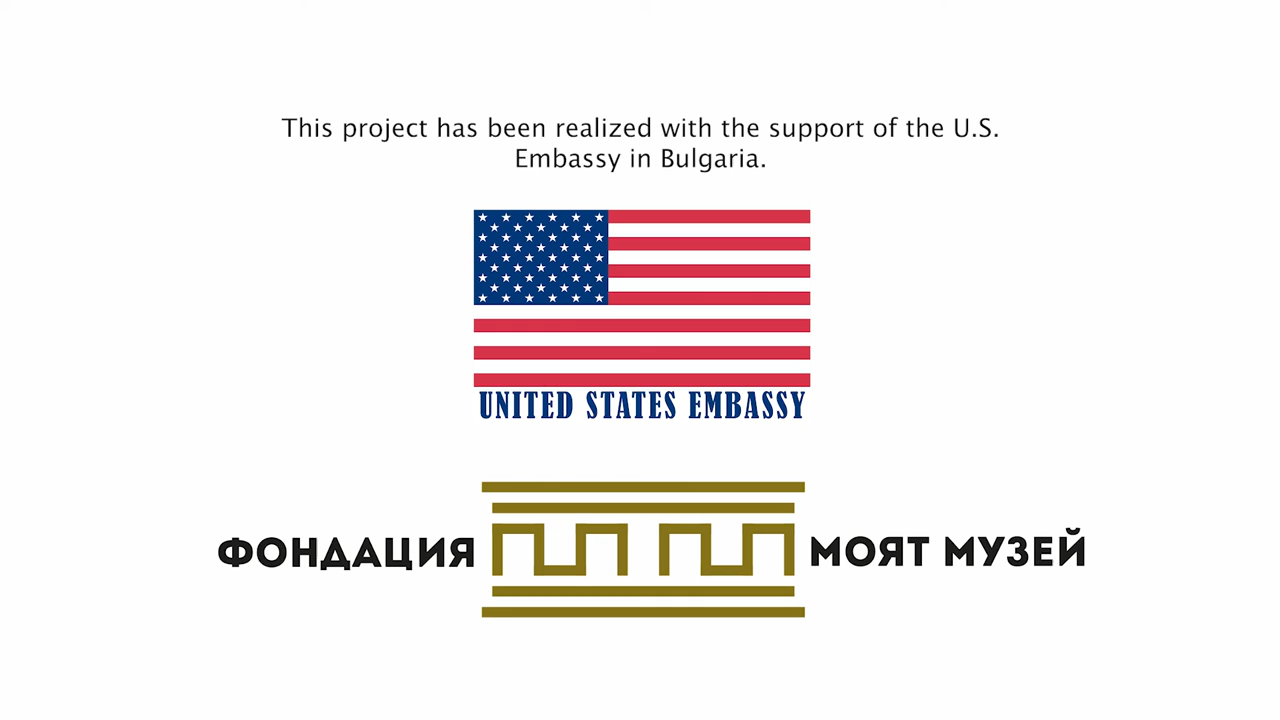 This project has been realized with the support of the U.S.
Embassy in Bulgaria.
UNITED STATES EMBASSY
ФОНДАЦИЯ МОЯТ МУЗЕЙ